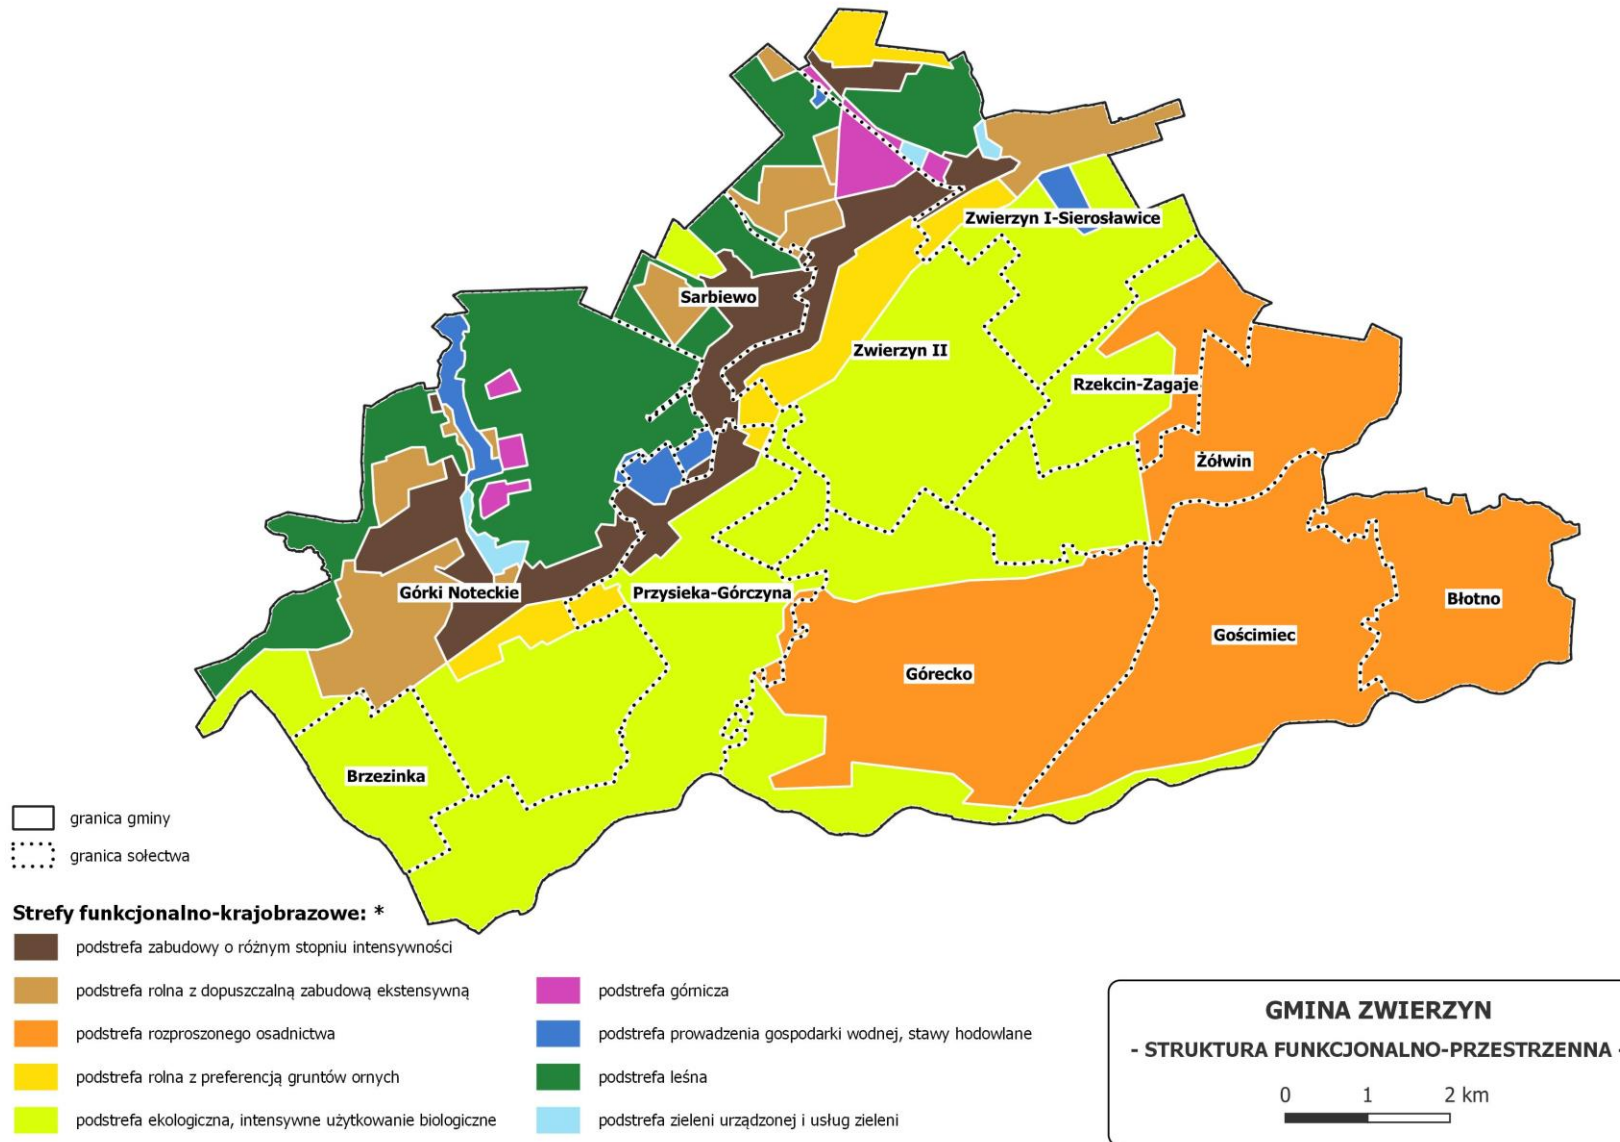 Zwierzyn I-Sierosławice
Sarbiewo
Zwierzyn II
Rzekcin-Zagaje
Żółwin
Górki Noteckie
Przysieka-Górczyna
Błotno
Gościmiec
Górecko
Brzezinka
granica gminy
granica sołectwa
Strefy funkcjonalno-krajobrazowe: *
podstrefa zabudowy o różnym stopniu intensywności
podstrefa rolna z dopuszczalną zabudową ekstensywną
podstrefa rozproszonego osadnictwa
podstrefa rolna z preferencją gruntów ornych
podstrefa ekologiczna, intensywne użytkowanie biologiczne
podstrefa górnicza
podstrefa prowadzenia gospodarki wodnej, stawy hodowlane
podstrefa leśna
podstrefa zieleni urządzonej i usług zieleni
GMINA ZWIERZYN
- STRUKTURA FUNKCJONALNO-PRZESTRZENNA -
0 1 2 km